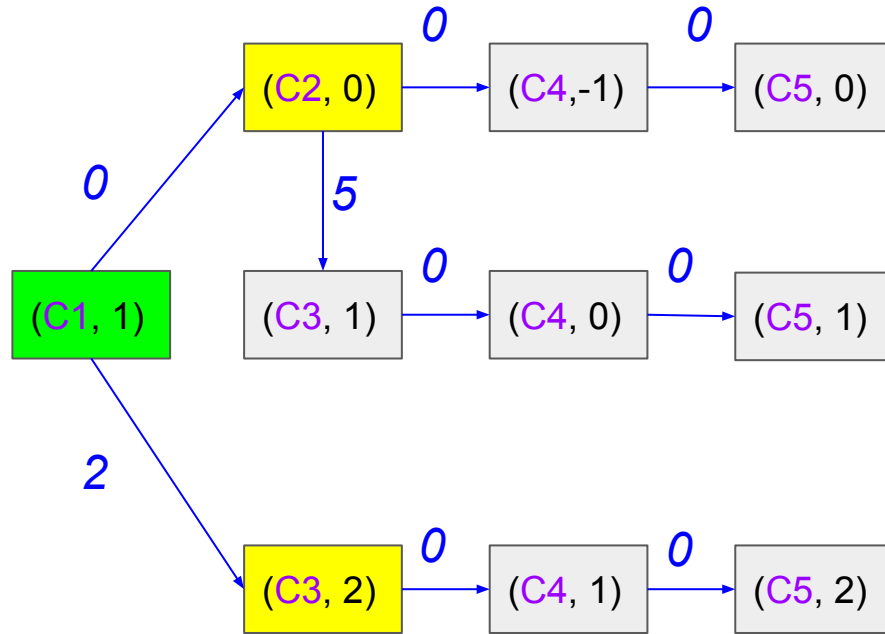 0
0
(C2, 0)
(C4,-1)
(C5, 0)
0
5
0
0
(C1, 1)
(C3, 1)
(C4, 0)
(C5, 1)
2
0
0
(C3, 2)
(C4, 1)
(C5, 2)